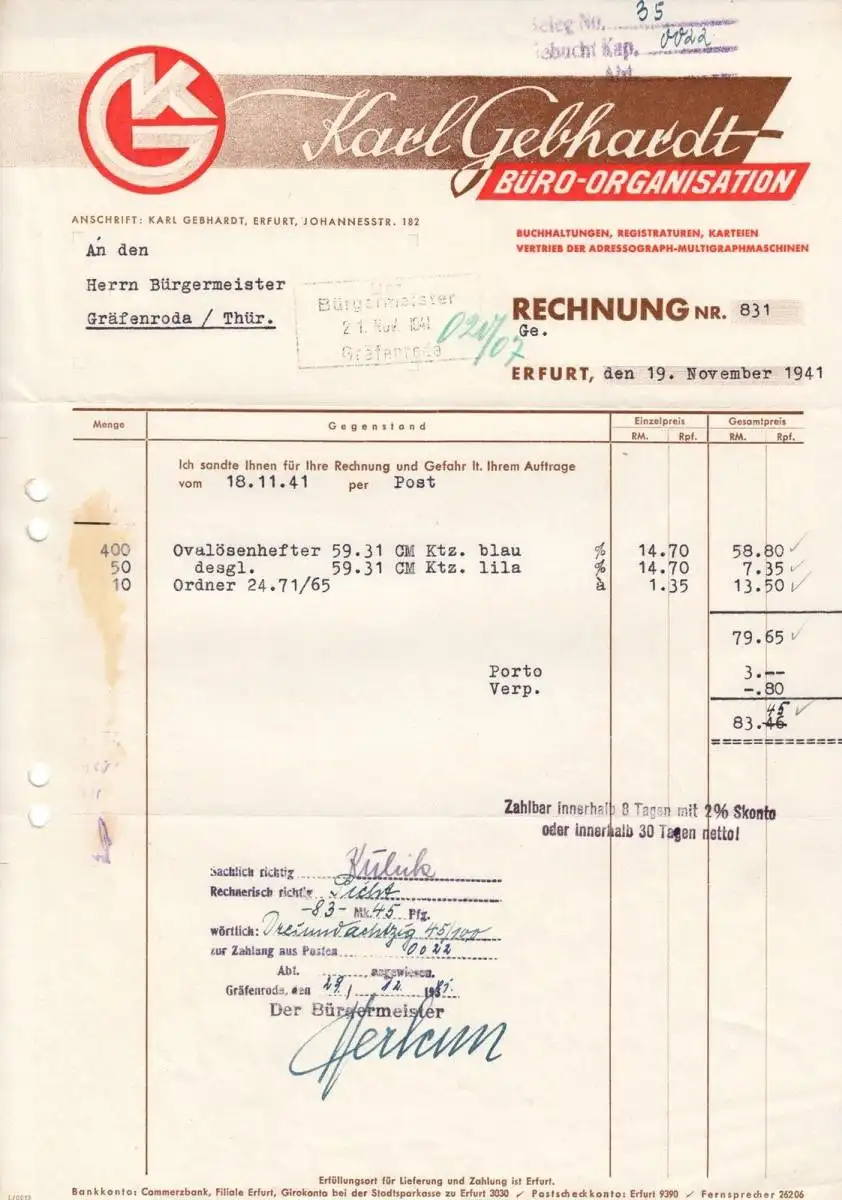 Beleg No. 35
Gebucht Kap. 0022
Abt.
GK
Karl Gebhardt
BÜRO-ORGANISATION
ANSCHRIFT: KARL GEBHARDT, ERFURT, JOHANNESSTR. 182
BUCHHALTUNGEN, REGISTRATUREN, KARTEIEN
VERTRIEB DER ADRESSOGRAPH-MULTIGRAPHMASCHINEN
An den
Herrn Bürgermeister
Gräfenroda / Thür.
Der
Bürgermeister
21. Nov. 1941
Gräfenroda
RECHNUNG NR. 831
Ge.
ERFURT, den 19. November 1941
Menge Gegenstand Einzelpreis Gesamtpreis
RM. Rpf. RM. Rpf.
Ich sandte Ihnen für Ihre Rechnung und Gefahr lt. Ihrem Auftrage
vom 18.11.41 per Post
400 Ovalösenhefter 59.31 CM Ktz. blau % 14.70 58.80
50 desgl. 59.31 CM Ktz. lila % 14.70 7.35
10 Ordner 24.71/65 à 1.35 13.50
79.65
Porto 3.--
Verp. -.80
45
83.46
Zahlbar innerhalb 8 Tagen mit 2% Skonto
oder innerhalb 30 Tagen netto!
Sachlich richtig
Rechnerisch richtig
-83- Mk. 45 Pfg.
wörtlich: Dreiundachtzig 45/100
zur Zahlung aus Posten 0022
Abt. angewiesen.
Gräfenroda, den 29. 12. 
Der Bürgermeister
Erfüllungsort für Lieferung und Zahlung ist Erfurt.
Bankkonto: Commerzbank, Filiale Erfurt, Girokonto bei der Stadtsparkasse zu Erfurt 3030 / Postscheckkonto: Erfurt 9390 / Fernsprecher 26206